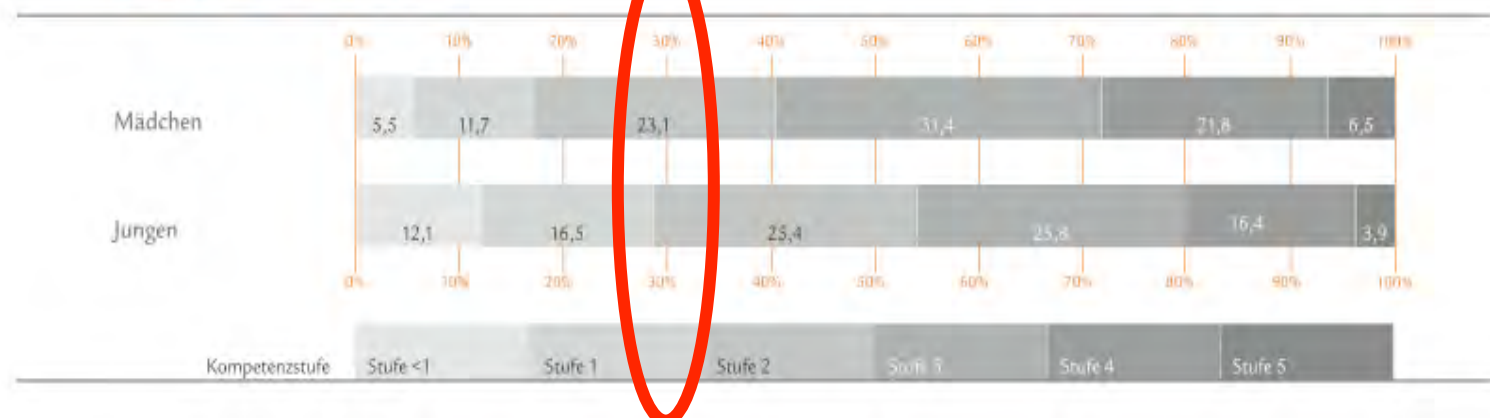 0% 10% 20% 30% 40% 50% 60% 70% 80% 90% 100%
Mädchen 5,5 11,7 23,1 31,4 21,8 6,5
Jungen 12,1 16,5 25,4 25,8 16,4 3,9
0% 10% 20% 30% 40% 50% 60% 70% 80% 90% 100%
Kompetenzstufe Stufe <1 Stufe 1 Stufe 2 Stufe 3 Stufe 4 Stufe 5